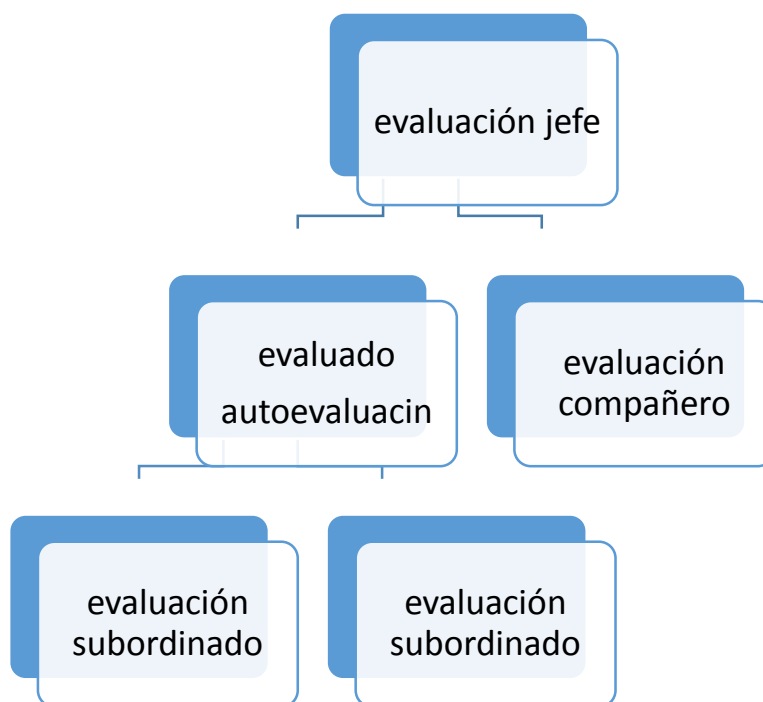 evaluación jefe
evaluado
autoevaluacin
evaluación
compañero
evaluación
subordinado
evaluación
subordinado